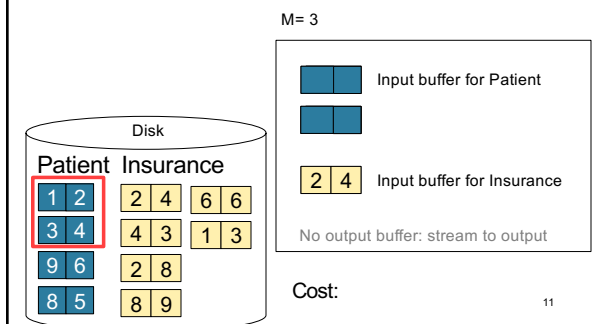 M= 3
Input buffer for Patient
Disk
Patient Insurance
1 2 2 4 6 6
2 4 Input buffer for Insurance
3 4 4 3 1 3
No output buffer: stream to output
9 6 2 8
Cost:
8 5 8 9
11